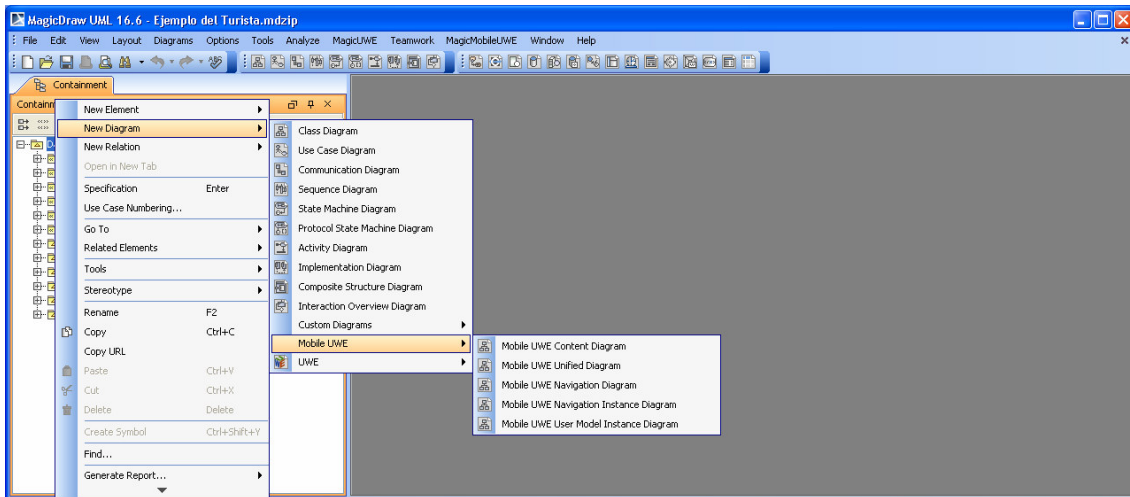 MagicDraw UML 16.6 - Ejemplo del Turista.mdzip
File Edit View Layout Diagrams Options Tools Analyze MagicUWE Teamwork MagicMobileUWE Window Help
Containment
New Element
New Diagram
New Relation
Open in New Tab
Specification Enter
Use Case Numbering...
Go To
Related Elements
Tools
Stereotype
Rename F2
Copy Ctrl+C
Copy URL
Paste Ctrl+V
Cut Ctrl+X
Delete Delete
Create Symbol Ctrl+Shift+Y
Find...
Generate Report...
Class Diagram
Use Case Diagram
Communication Diagram
Sequence Diagram
State Machine Diagram
Protocol State Machine Diagram
Activity Diagram
Implementation Diagram
Composite Structure Diagram
Interaction Overview Diagram
Custom Diagrams
Mobile UWE
UWE
Mobile UWE Content Diagram
Mobile UWE Unified Diagram
Mobile UWE Navigation Diagram
Mobile UWE Navigation Instance Diagram
Mobile UWE User Model Instance Diagram